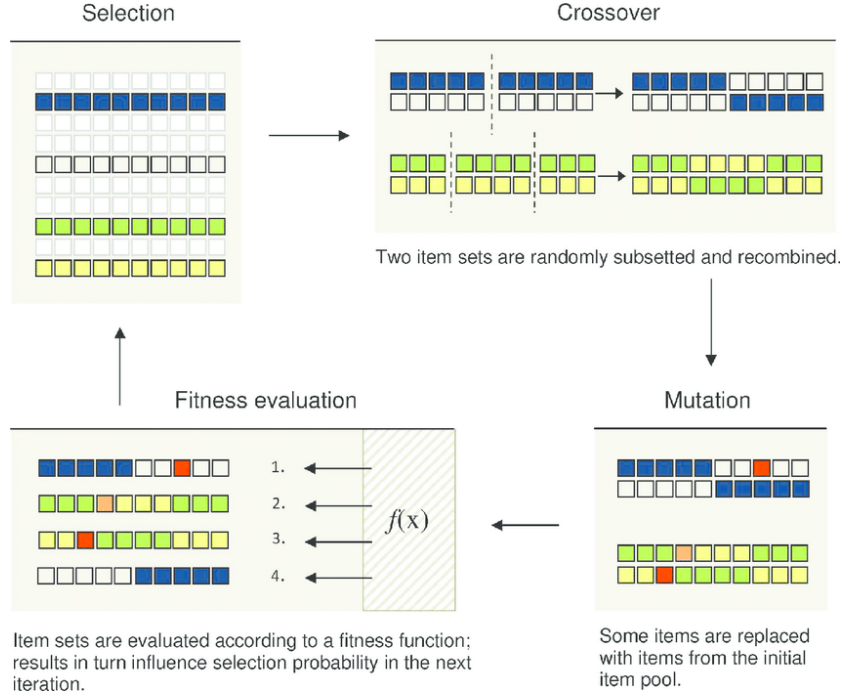 Selection
Crossover
Two item sets are randomly subsetted and recombined.
Fitness evaluation
Mutation
1.
2.
3.
4.
f(x)
Item sets are evaluated according to a fitness function;
results in turn influence selection probability in the next
iteration.
Some items are replaced
with items from the initial
item pool.